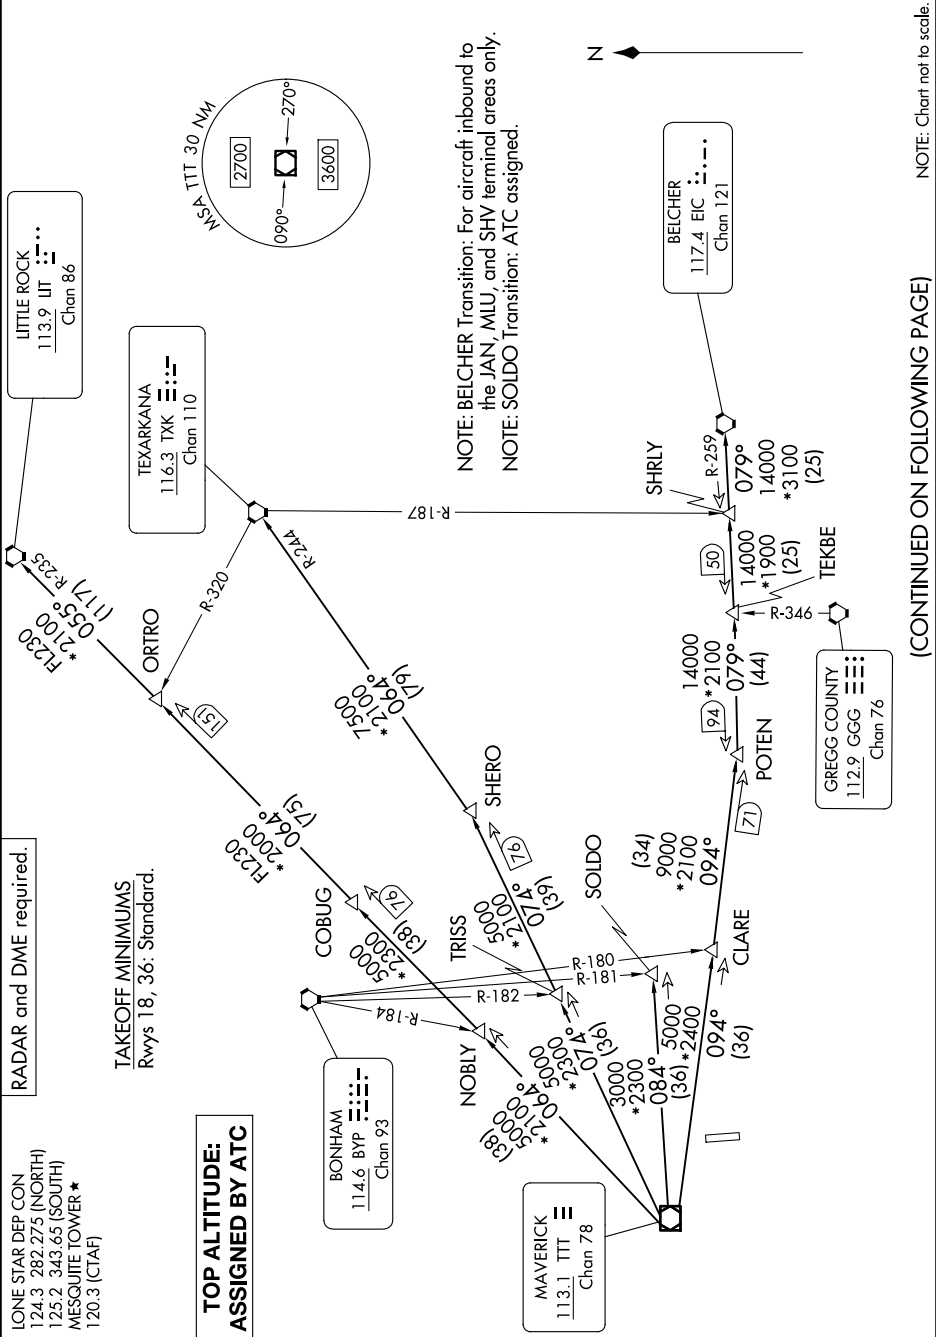 LONE STAR DEP CON
124.3 282.275 (NORTH)
125.2 343.65 (SOUTH)
MESQUITE TOWER ★
120.3 (CTAF)
RADAR and DME required.
TAKEOFF MINIMUMS
Rwys 18, 36: Standard.
TOP ALTITUDE:
ASSIGNED BY ATC
LITTLE ROCK
113.9 LIT
Chan 86
MSA TTT 30 NM
2700
090°
270°
3600
TEXARKANA
116.3 TXK
Chan 110
R-235
FL230
*2100
055°
(117)
ORTRO
151
R-320
R-244
FL230
*2000
064°
(75)
COBUG
76
5000
*2300
(38)
7500
*2100
064°
(79)
SHERO
76
5000
*2100
074°
(39)
TRISS
BONHAM
114.6 BYP
Chan 93
R-184
R-182
R-181
R-180
R-187
NOBLY
(38)
5000
*2100
064°
5000
*2300
074°
(36)
SOLDO
3000
*2300
084°
(36)
5000
*2400
094°
(36)
CLARE
(34)
9000
*2100
094°
71
POTEN
94
14000
*2100
079°
(44)
TEKBE
R-346
50
14000
*1900
(25)
SHRLY
R-259
079°
14000
*3100
(25)
MAVERICK
113.1 TTT
Chan 78
GREGG COUNTY
112.9 GGG
Chan 76
BELCHER
117.4 EIC
Chan 121
NOTE: BELCHER Transition: For aircraft inbound to
the JAN, MLU, and SHV terminal areas only.
NOTE: SOLDO Transition: ATC assigned.
N
(CONTINUED ON FOLLOWING PAGE)
NOTE: Chart not to scale.